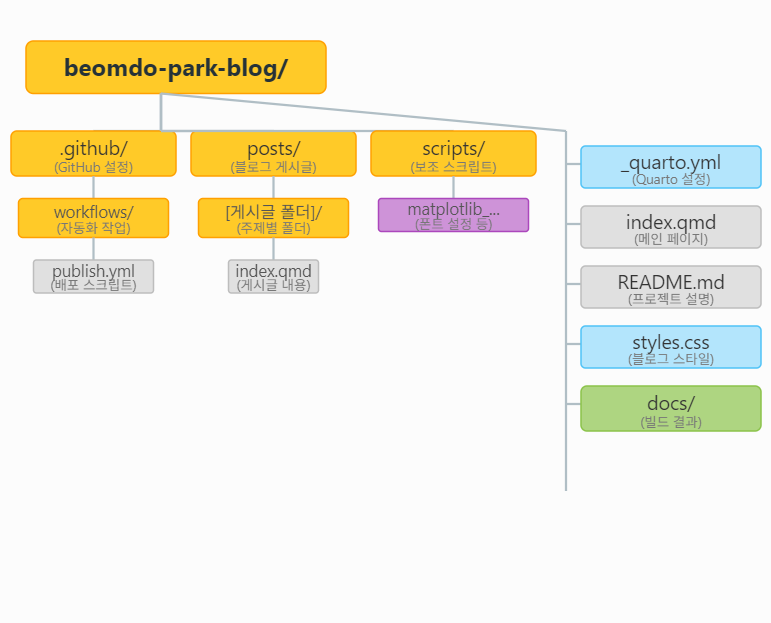 beomdo-park-blog/
.github/
(GitHub 설정)
posts/
(블로그 게시글)
scripts/
(보조 스크립트)
workflows/
(자동화 작업)
[게시글 폴더]/
(주제별 폴더)
matplotlib_...
(폰트 설정 등)
publish.yml
(배포 스크립트)
index.qmd
(게시글 내용)
_quarto.yml
(Quarto 설정)
index.qmd
(메인 페이지)
README.md
(프로젝트 설명)
styles.css
(블로그 스타일)
docs/
(빌드 결과)